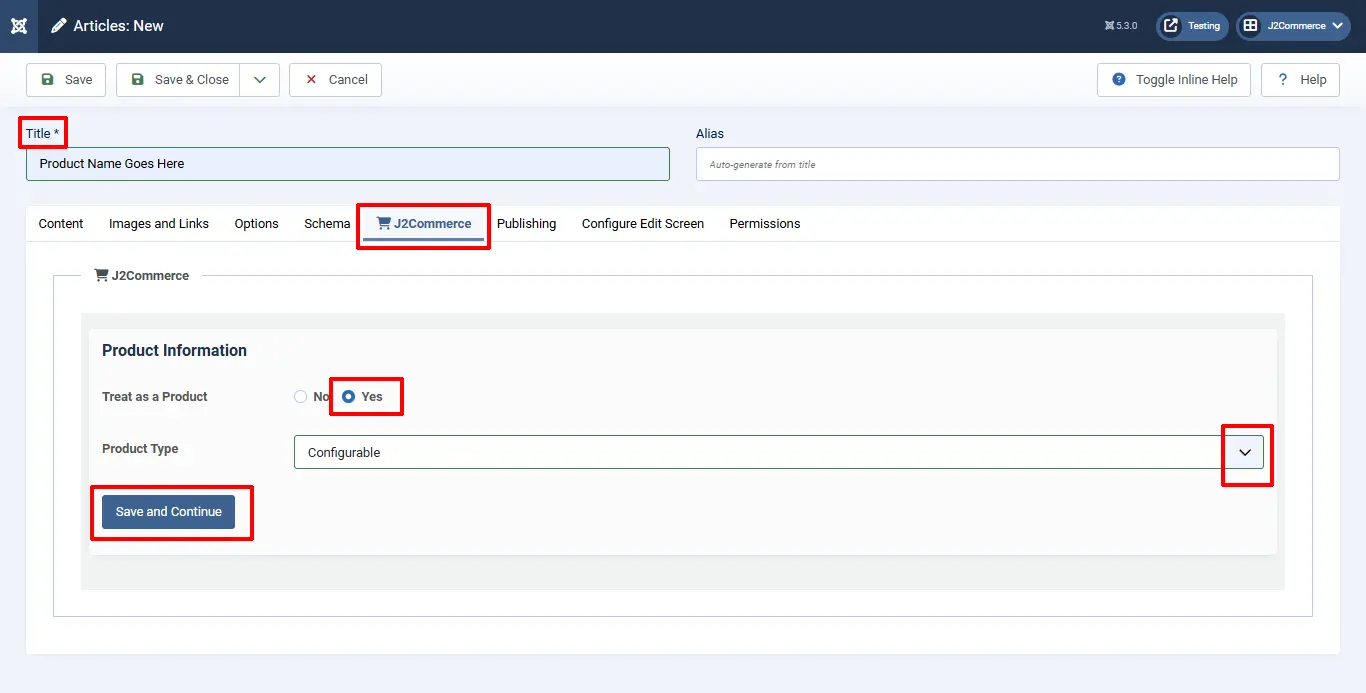 Articles: New
5.3.0
Testing
J2Commerce
Save
Save & Close
Cancel
Toggle Inline Help
? Help
Title *
Alias
Product Name Goes Here
Auto-generate from title
Content
Images and Links
Options
Schema
J2Commerce
Publishing
Configure Edit Screen
Permissions
J2Commerce
Product Information
Treat as a Product
No
Yes
Product Type
Configurable
Save and Continue